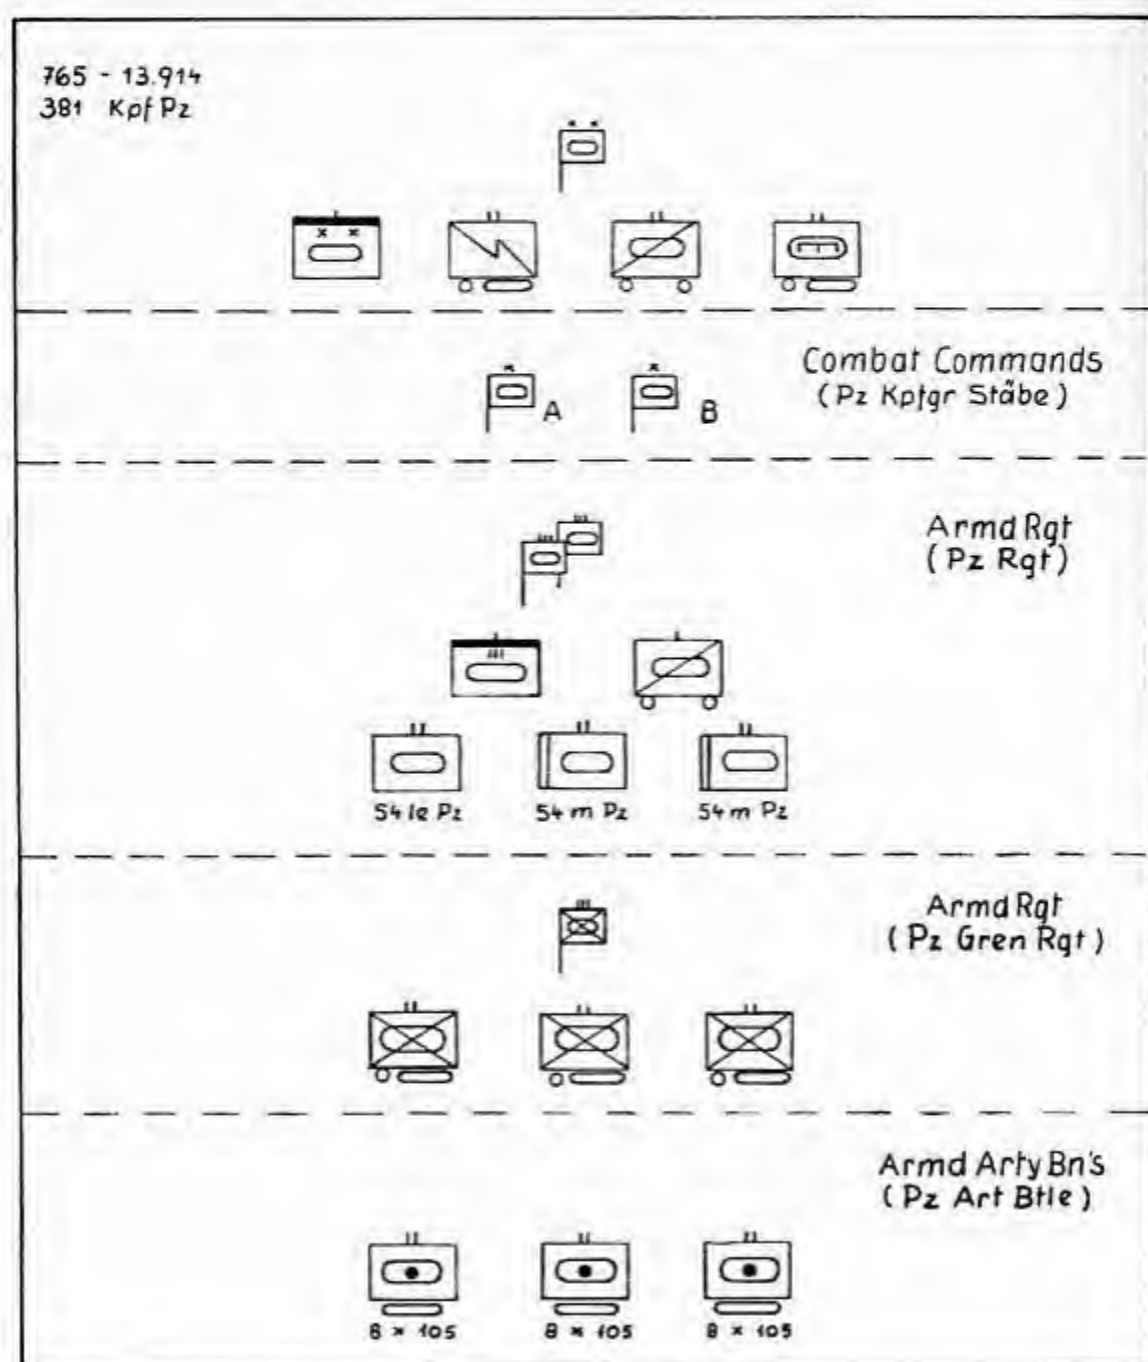 765 - 13.914
381 Kpf Pz
Combat Commands
(Pz Kpfgr Stäbe)
A
B
Armd Rgt
(Pz Rgt)
54 le Pz
54 m Pz
54 m Pz
Armd Rgt
(Pz Gren Rgt)
Armd Arty Bn's
(Pz Art Btle)
8 × 105
8 × 105
8 × 105